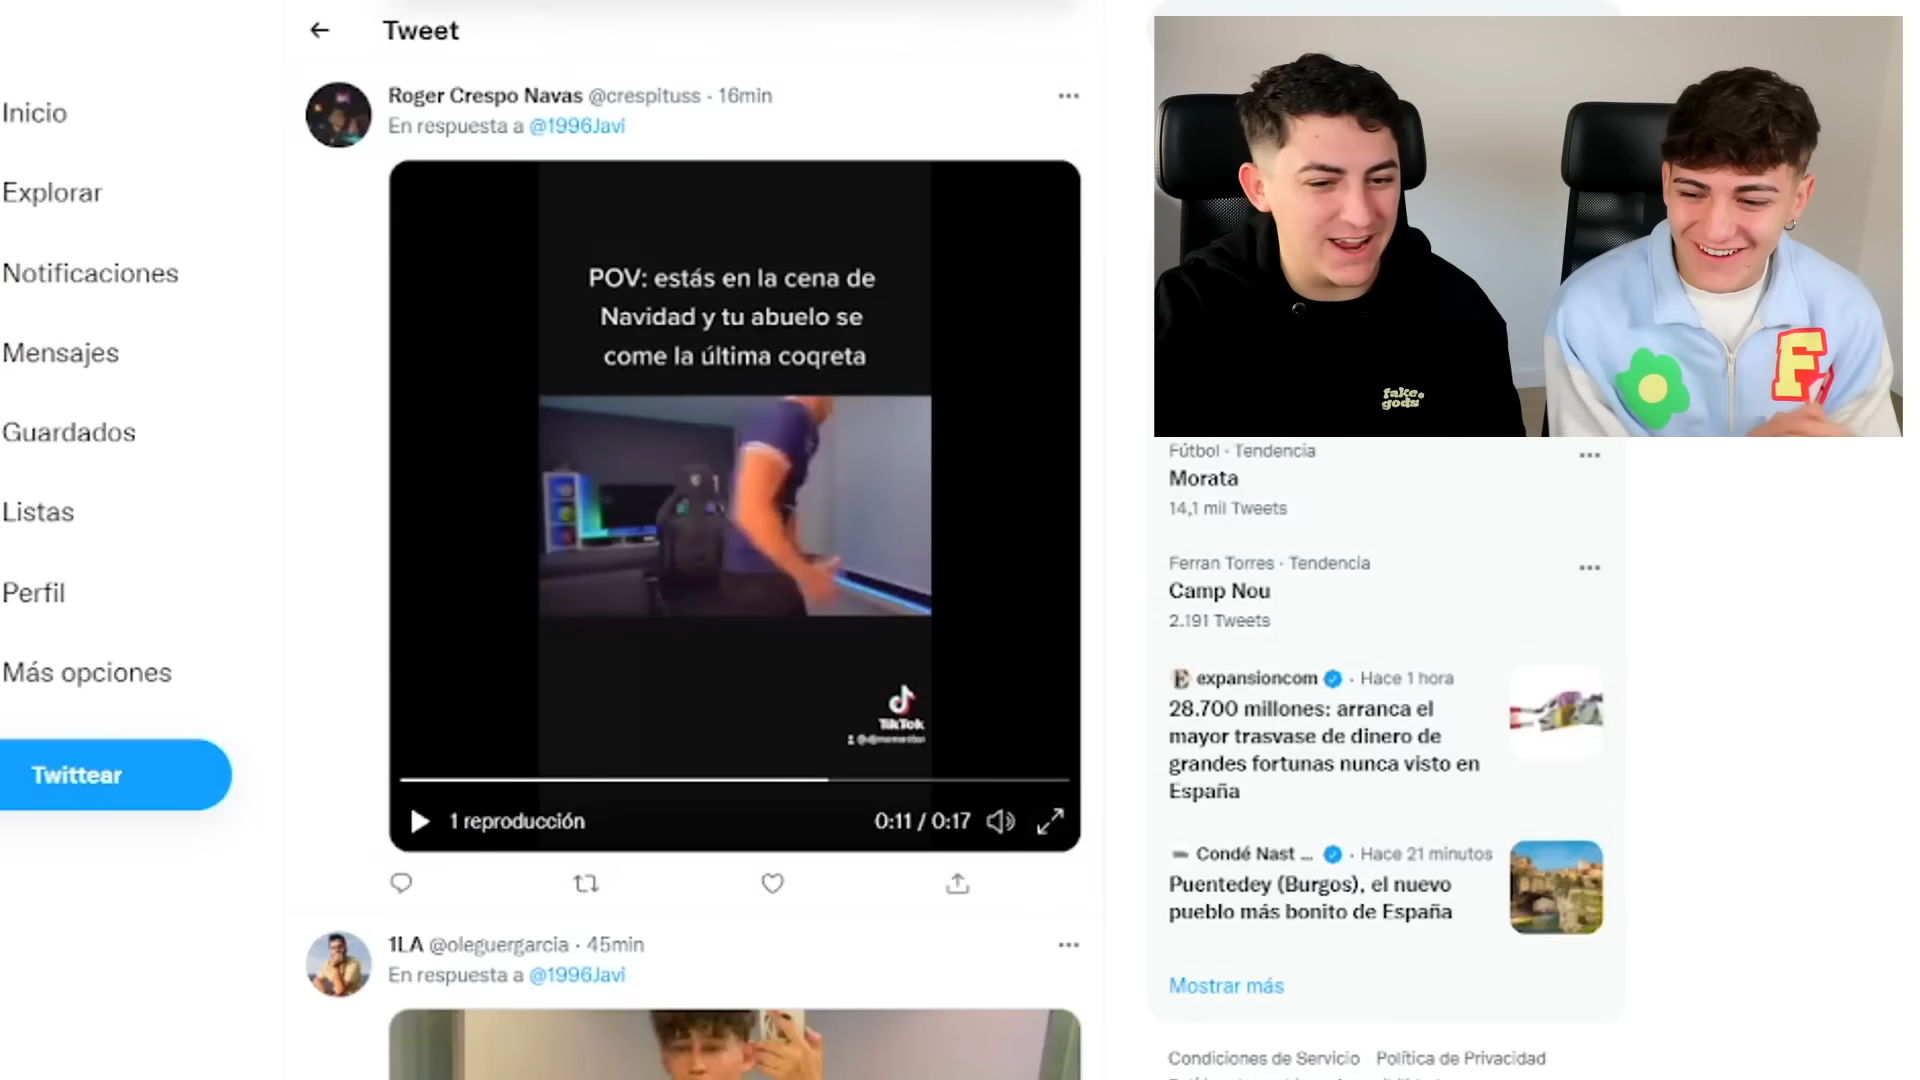 Tweet
Inicio
Explorar
Notificaciones
Mensajes
Guardados
Listas
Perfil
Más opciones
Twittear
Roger Crespo Navas @crespituss · 16min
En respuesta a @1996Javi
POV: estás en la cena de
Navidad y tu abuelo se
come la última coqreta
TikTok
1 reproducción
0:11 / 0:17
1LA @oleguergarcia · 45min
En respuesta a @1996Javi
fake
gods
F
Fútbol · Tendencia
Morata
14,1 mil Tweets
Ferran Torres · Tendencia
Camp Nou
2.191 Tweets
E expansioncom · Hace 1 hora
28.700 millones: arranca el
mayor trasvase de dinero de
grandes fortunas nunca visto en
España
Condé Nast ... · Hace 21 minutos
Puentedey (Burgos), el nuevo
pueblo más bonito de España
Mostrar más
Condiciones de Servicio Política de Privacidad